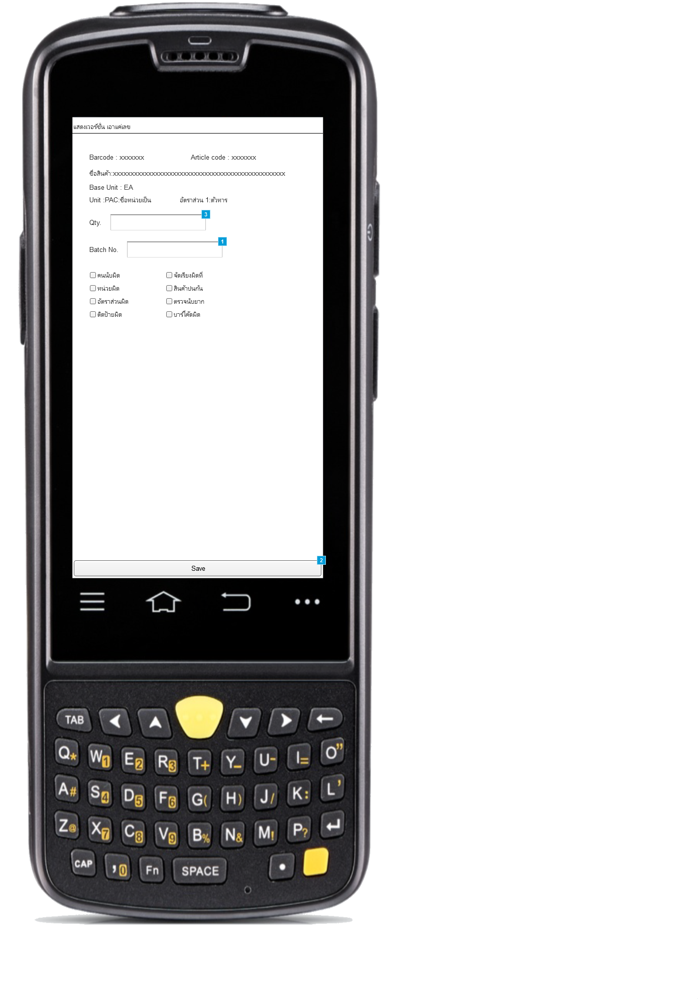 แสดงเวอร์ชั่น เอาแค่เลข
Barcode : xxxxxxx Article code : xxxxxxx
ชื่อสินค้า:xxxxxxxxxxxxxxxxxxxxxxxxxxxxxxxxxxxxxxxxxxxxxxxxx
Base Unit : EA
Unit :PAC:ชื่อหน่วยเป็น อัตราส่วน 1:ตัวหาร
3
Qty.
1
Batch No.
คนนับผิด จัดเรียงผิดที่
หน่วยผิด สินค้าปนกัน
อัตราส่วนผิด ตรวจนับยาก
ติดป้ายผิด บาร์โค๊ดผิด
2
Save
TAB
Q* W1 E2 R3 T+ Y_ U- I= O"
A# S4 D5 F6 G( H) J/ K: L'
Z@ X7 C8 V9 B% N& M! P?
CAP ,0 Fn SPACE .